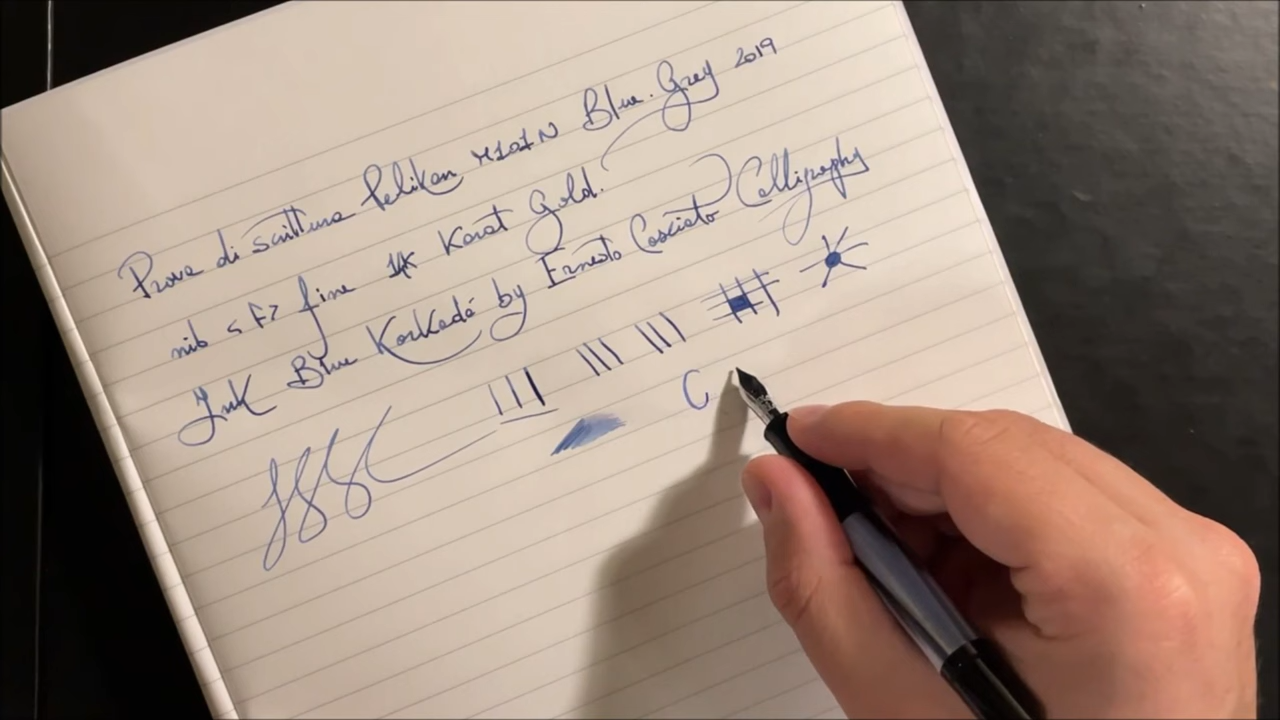 Prova di scrittura Pelikan M101N Blue-Grey 2019
nib <F> fine 14K Karat Gold.
Ink Blue Korkadé by Ernesto Casciato Calligraphy
C